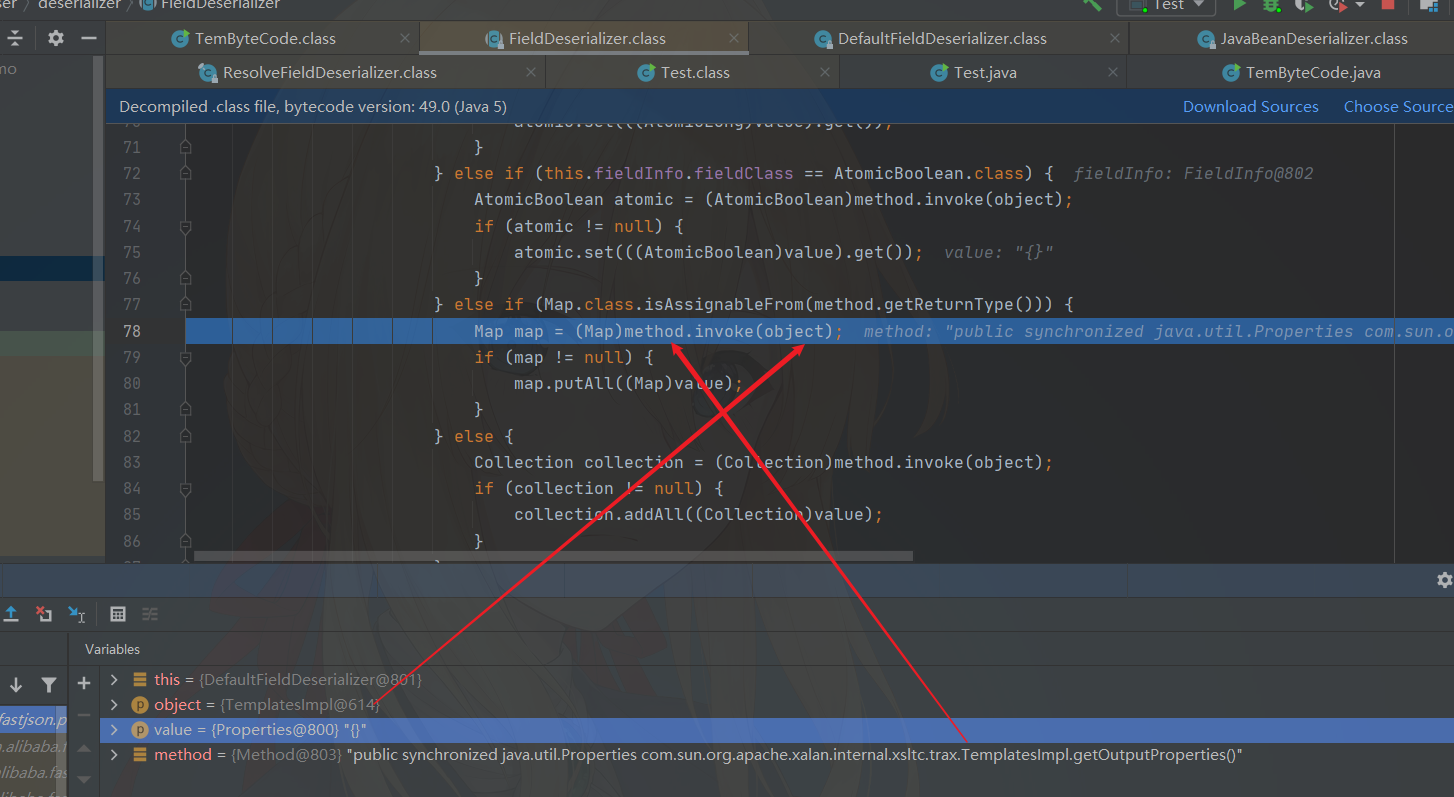 deserializer FieldDeserializer
Test
TemByteCode.class FieldDeserializer.class DefaultFieldDeserializer.class JavaBeanDeserializer.class
ResolveFieldDeserializer.class Test.class Test.java TemByteCode.java
Decompiled .class file, bytecode version: 49.0 (Java 5) Download Sources Choose Source
atomic.set(((AtomicLong)value).get());
71 }
72 } else if (this.fieldInfo.fieldClass == AtomicBoolean.class) { fieldInfo: FieldInfo@802
73 AtomicBoolean atomic = (AtomicBoolean)method.invoke(object);
74 if (atomic != null) {
75 atomic.set(((AtomicBoolean)value).get()); value: "{}"
76 }
77 } else if (Map.class.isAssignableFrom(method.getReturnType())) {
78 Map map = (Map)method.invoke(object); method: "public synchronized java.util.Properties com.sun.o
79 if (map != null) {
80 map.putAll((Map)value);
81 }
82 } else {
83 Collection collection = (Collection)method.invoke(object);
84 if (collection != null) {
85 collection.addAll((Collection)value);
86 }
Variables
this = {DefaultFieldDeserializer@801}
object = {TemplatesImpl@614}
fastjson.p
value = {Properties@800} "{}"
.alibaba.f
method = {Method@803} "public synchronized java.util.Properties com.sun.org.apache.xalan.internal.xsltc.trax.TemplatesImpl.getOutputProperties()"
alibaba.fas